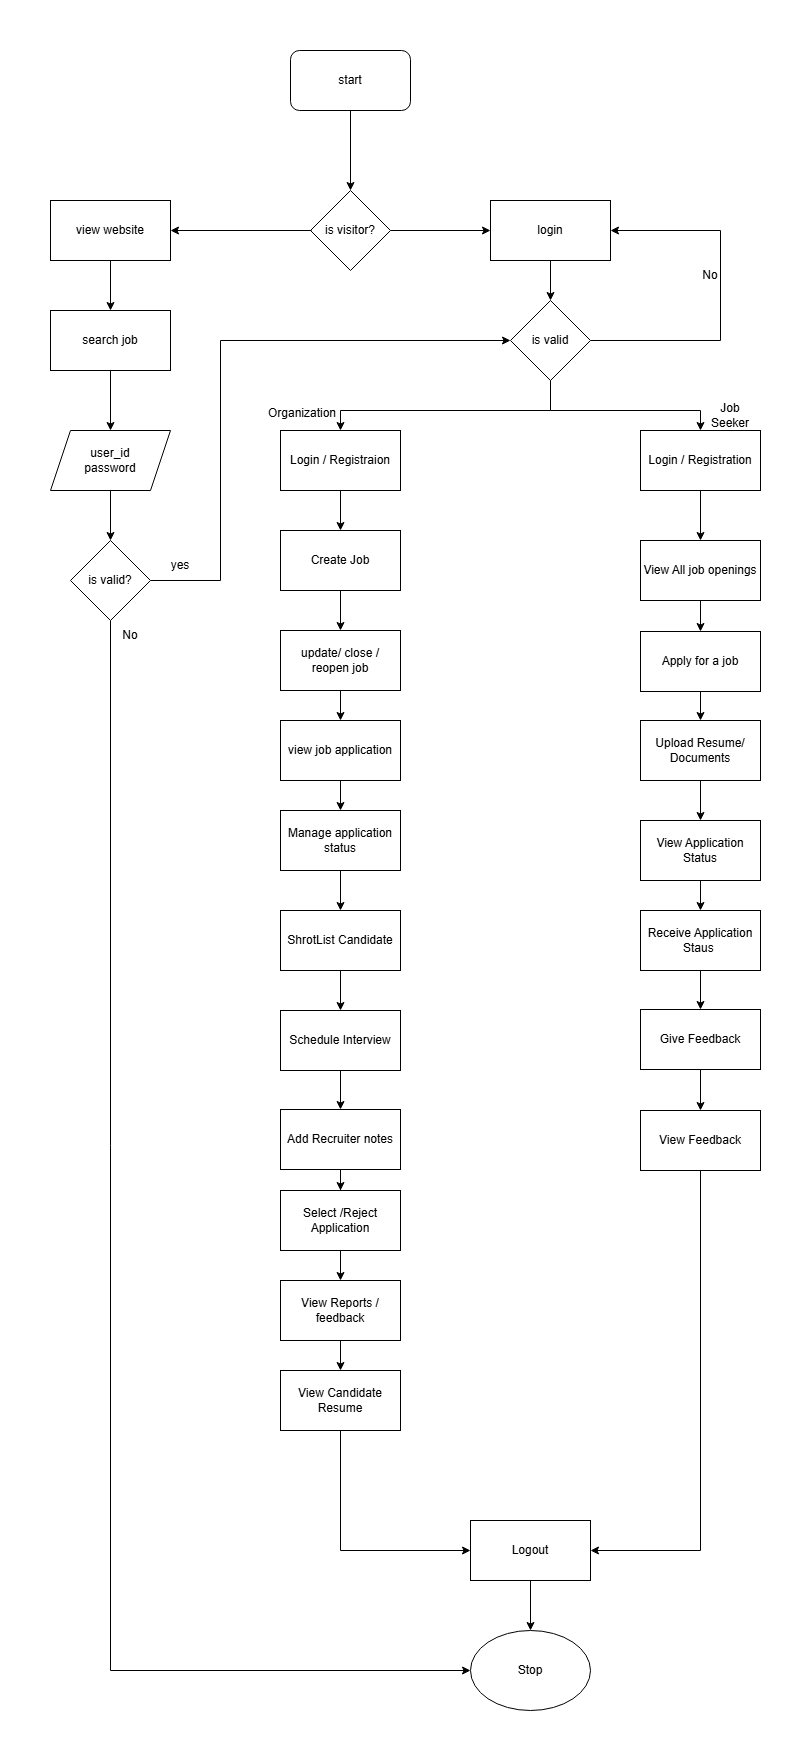 start
view website
is visitor?
login
No
search job
is valid
Organization
Job
Seeker
user_id
password
Login / Registraion
Login / Registration
is valid?
yes
No
Create Job
View All job openings
update/ close /
reopen job
Apply for a job
view job application
Upload Resume/
Documents
Manage application
status
View Application
Status
ShrotList Candidate
Receive Application
Staus
Schedule Interview
Give Feedback
Add Recruiter notes
View Feedback
Select /Reject
Application
View Reports /
feedback
View Candidate
Resume
Logout
Stop